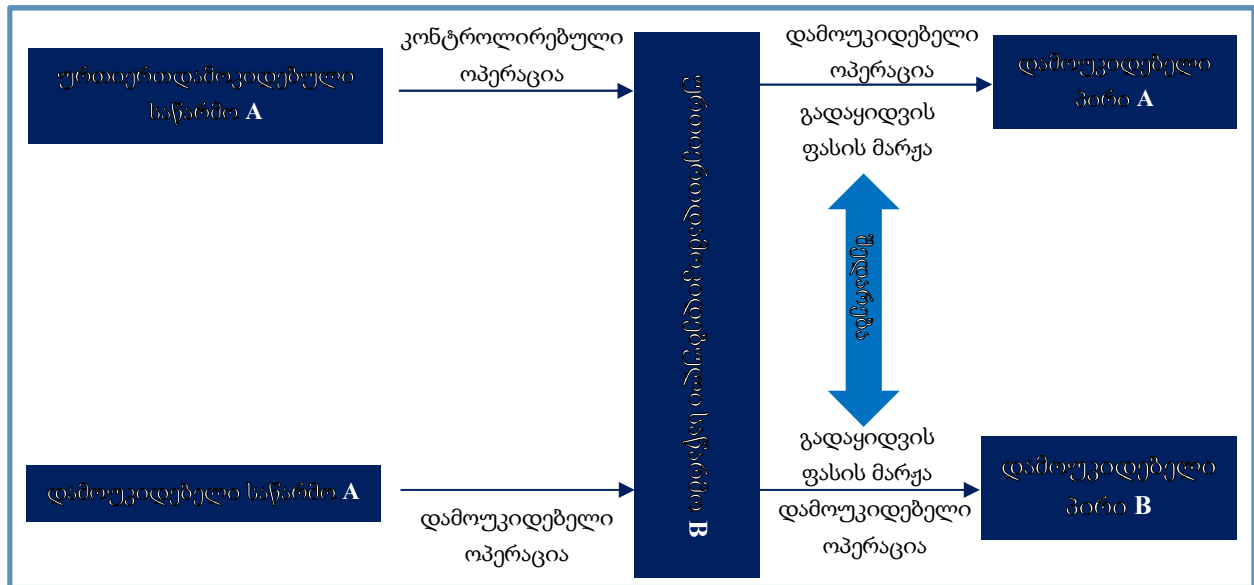 ურთიერთდამოკიდებული
საწარმო A
კონტროლირებული
ოპერაცია
ურთიერთდამოკიდებული საწარმო B
დამოუკიდებელი
ოპერაცია
გადაყიდვის
ფასის მარჟა
დამოუკიდებელი
პირი A
შედარება
დამოუკიდებელი საწარმო A
დამოუკიდებელი
ოპერაცია
გადაყიდვის
ფასის მარჟა
დამოუკიდებელი
ოპერაცია
დამოუკიდებელი
პირი B